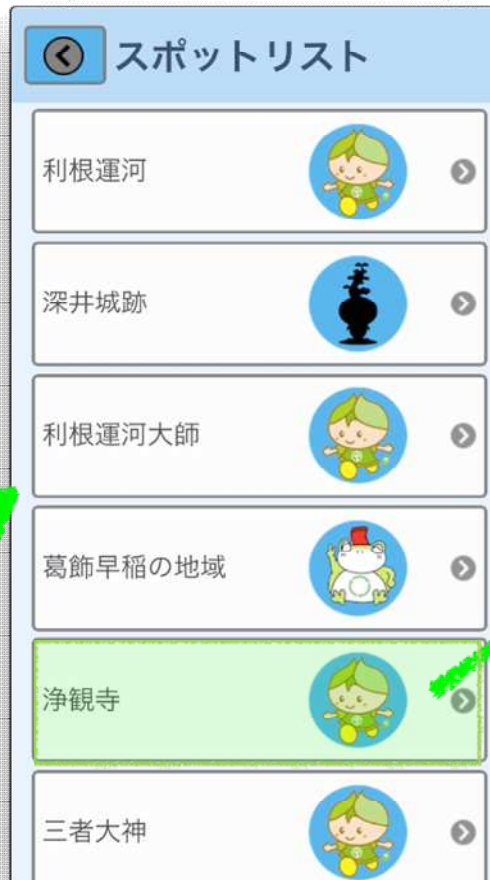 スポットリスト
利根運河
深井城跡
利根運河大師
葛飾早稲の地域
浄観寺
三者大神